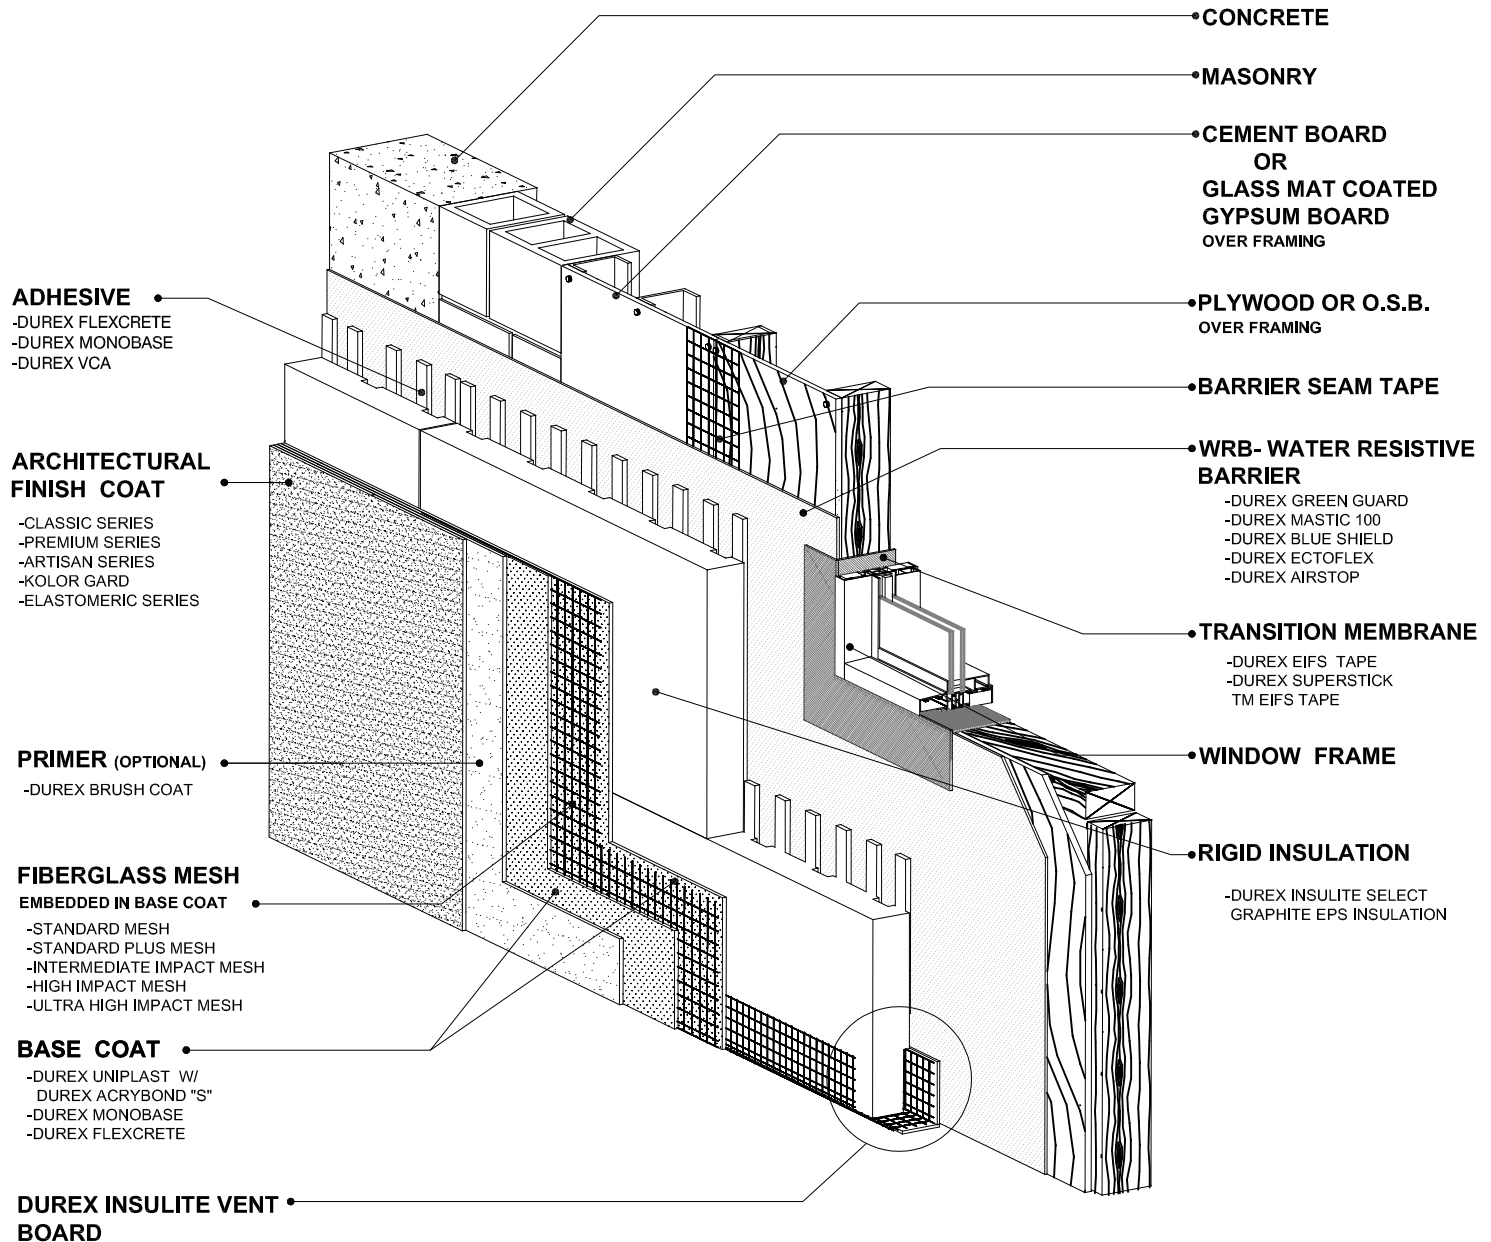 CONCRETE
MASONRY
CEMENT BOARD
OR
GLASS MAT COATED
GYPSUM BOARD
OVER FRAMING
PLYWOOD OR O.S.B.
OVER FRAMING
BARRIER SEAM TAPE
WRB- WATER RESISTIVE
BARRIER
-DUREX GREEN GUARD
-DUREX MASTIC 100
-DUREX BLUE SHIELD
-DUREX ECTOFLEX
-DUREX AIRSTOP
TRANSITION MEMBRANE
-DUREX EIFS TAPE
-DUREX SUPERSTICK
TM EIFS TAPE
WINDOW FRAME
RIGID INSULATION
-DUREX INSULITE SELECT
GRAPHITE EPS INSULATION
ADHESIVE
-DUREX FLEXCRETE
-DUREX MONOBASE
-DUREX VCA
ARCHITECTURAL
FINISH COAT
-CLASSIC SERIES
-PREMIUM SERIES
-ARTISAN SERIES
-KOLOR GARD
-ELASTOMERIC SERIES
PRIMER (OPTIONAL)
-DUREX BRUSH COAT
FIBERGLASS MESH
EMBEDDED IN BASE COAT
-STANDARD MESH
-STANDARD PLUS MESH
-INTERMEDIATE IMPACT MESH
-HIGH IMPACT MESH
-ULTRA HIGH IMPACT MESH
BASE COAT
-DUREX UNIPLAST W/
DUREX ACRYBOND "S"
-DUREX MONOBASE
-DUREX FLEXCRETE
DUREX INSULITE VENT
BOARD